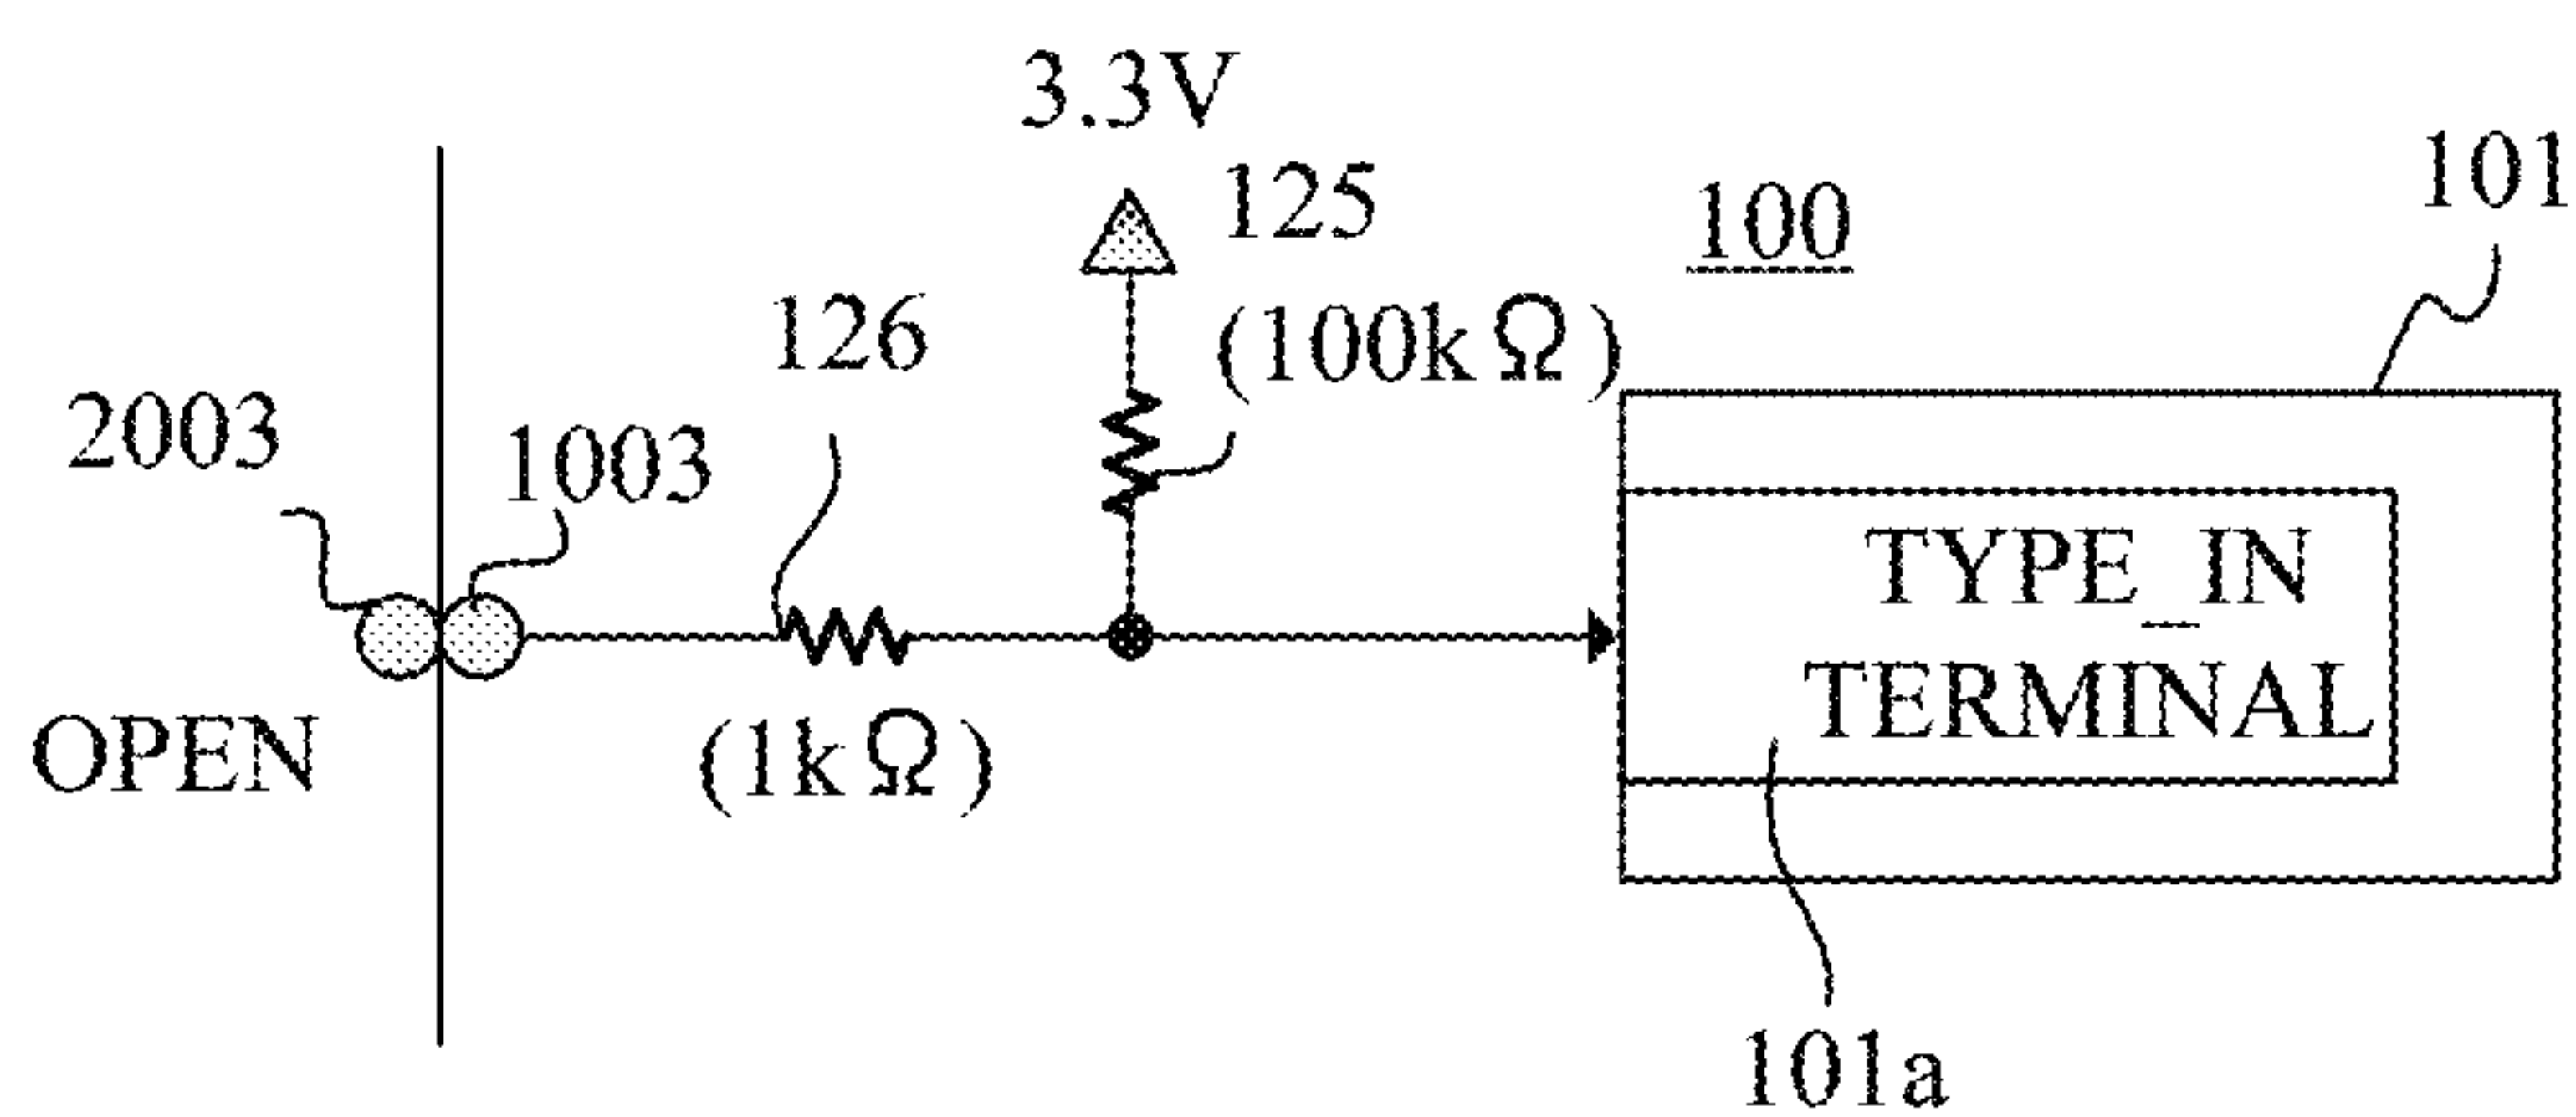 3.3V
125
(100kΩ)
100
101
126
2003
1003
TYPE_IN
TERMINAL
OPEN
(1kΩ)
101a